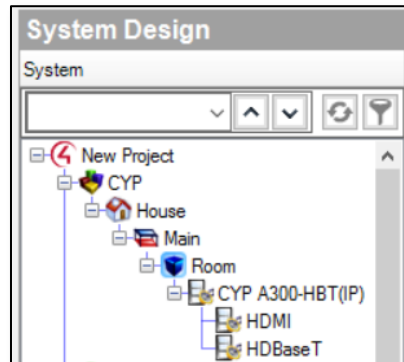 System Design
System
New Project
CYP
House
Main
Room
CYP A300-HBT(IP)
HDMI
HDBaseT